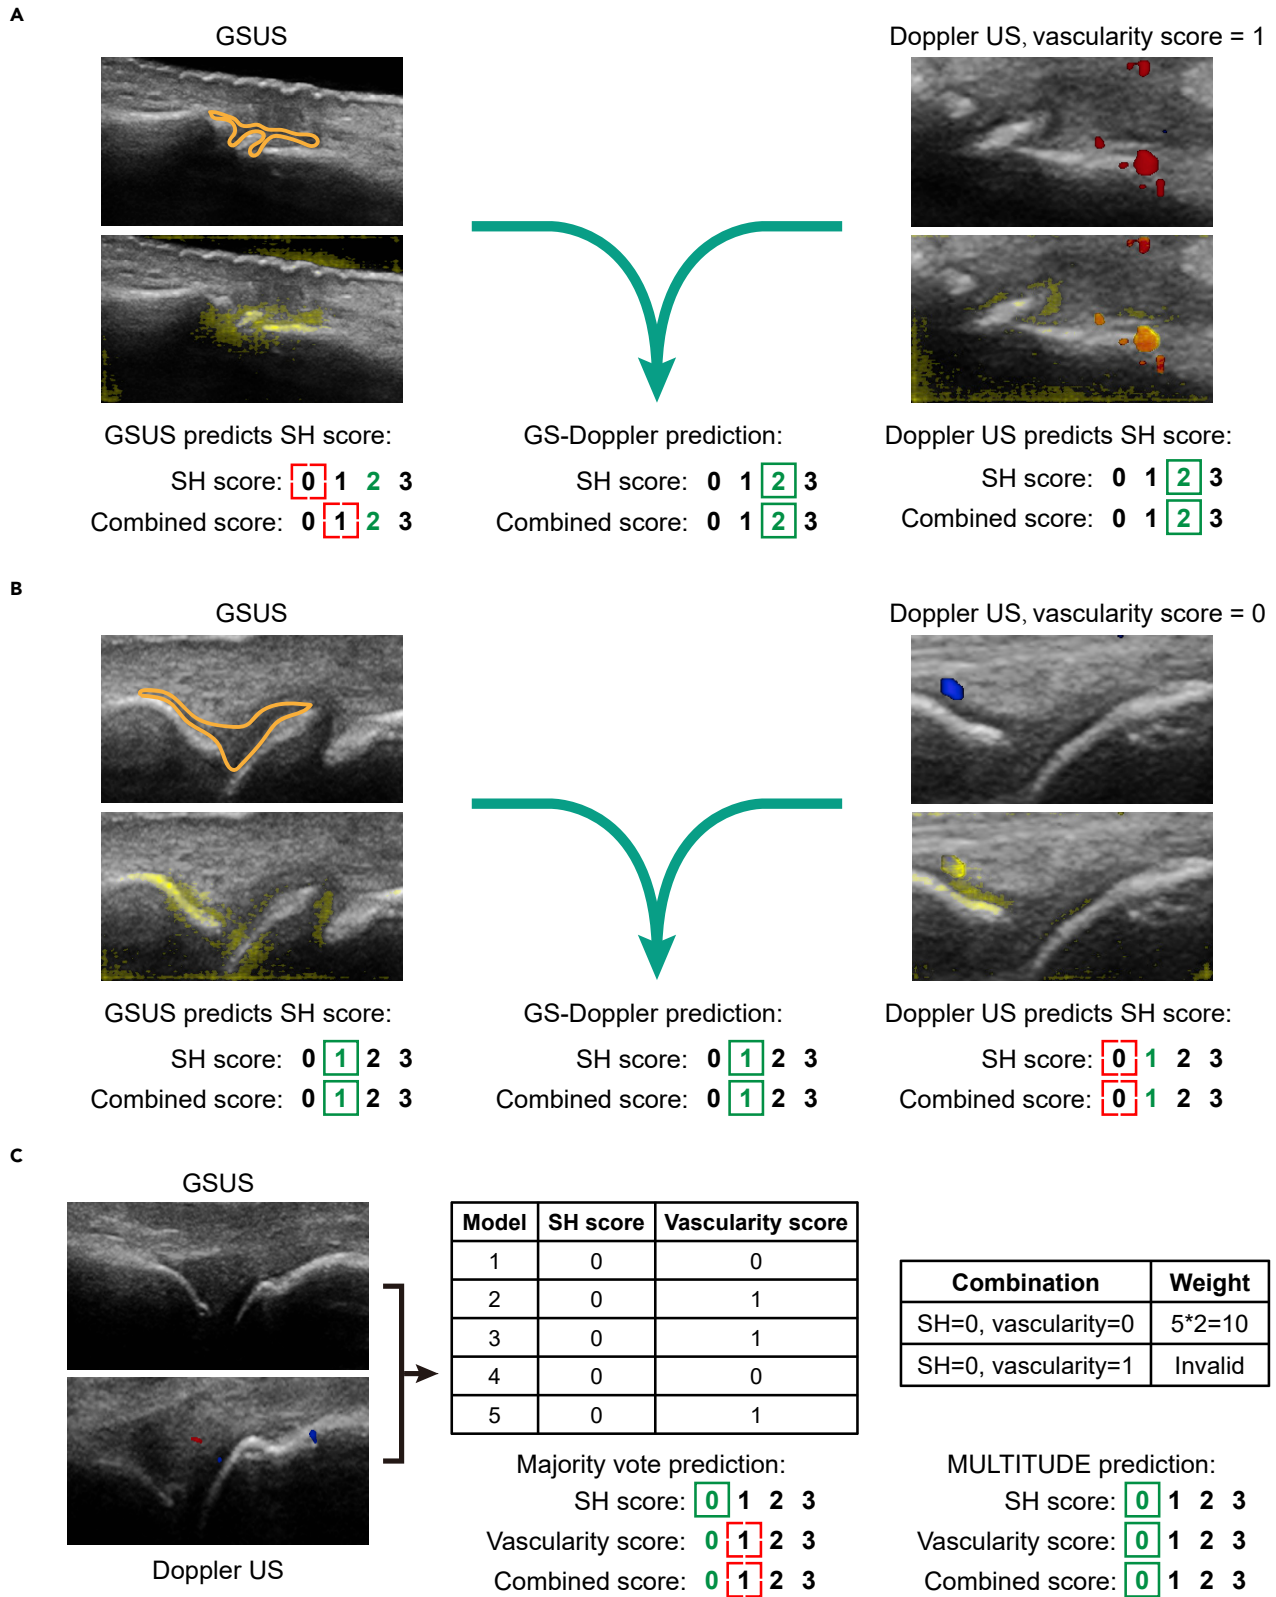 A
GSUS
Doppler US, vascularity score = 1
GSUS predicts SH score:
SH score: 0 1 2 3
Combined score: 0 1 2 3
GS-Doppler prediction:
SH score: 0 1 2 3
Combined score: 0 1 2 3
Doppler US predicts SH score:
SH score: 0 1 2 3
Combined score: 0 1 2 3
B
GSUS
Doppler US, vascularity score = 0
GSUS predicts SH score:
SH score: 0 1 2 3
Combined score: 0 1 2 3
GS-Doppler prediction:
SH score: 0 1 2 3
Combined score: 0 1 2 3
Doppler US predicts SH score:
SH score: 0 1 2 3
Combined score: 0 1 2 3
C
GSUS
Doppler US
Model SH score Vascularity score
1 0 0
2 0 1
3 0 1
4 0 0
5 0 1
Majority vote prediction:
SH score: 0 1 2 3
Vascularity score: 0 1 2 3
Combined score: 0 1 2 3
Combination Weight
SH=0, vascularity=0 5*2=10
SH=0, vascularity=1 Invalid
MULTITUDE prediction:
SH score: 0 1 2 3
Vascularity score: 0 1 2 3
Combined score: 0 1 2 3